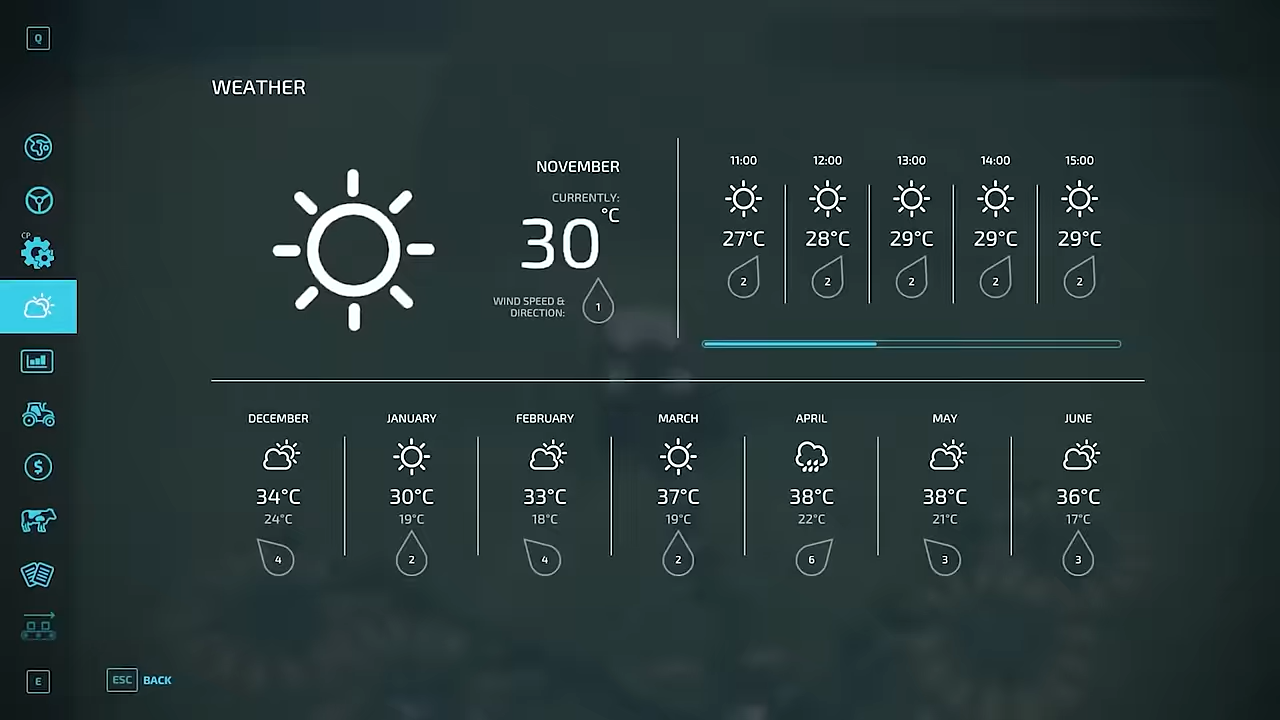 Q
WEATHER
NOVEMBER
CURRENTLY:
30 °C
WIND SPEED &
DIRECTION:
1
11:00 12:00 13:00 14:00 15:00
27°C 28°C 29°C 29°C 29°C
2 2 2 2 2
CP
$
DECEMBER JANUARY FEBRUARY MARCH APRIL MAY JUNE
34°C 30°C 33°C 37°C 38°C 38°C 36°C
24°C 19°C 18°C 19°C 22°C 21°C 17°C
4 2 4 2 6 3 3
E
ESC BACK